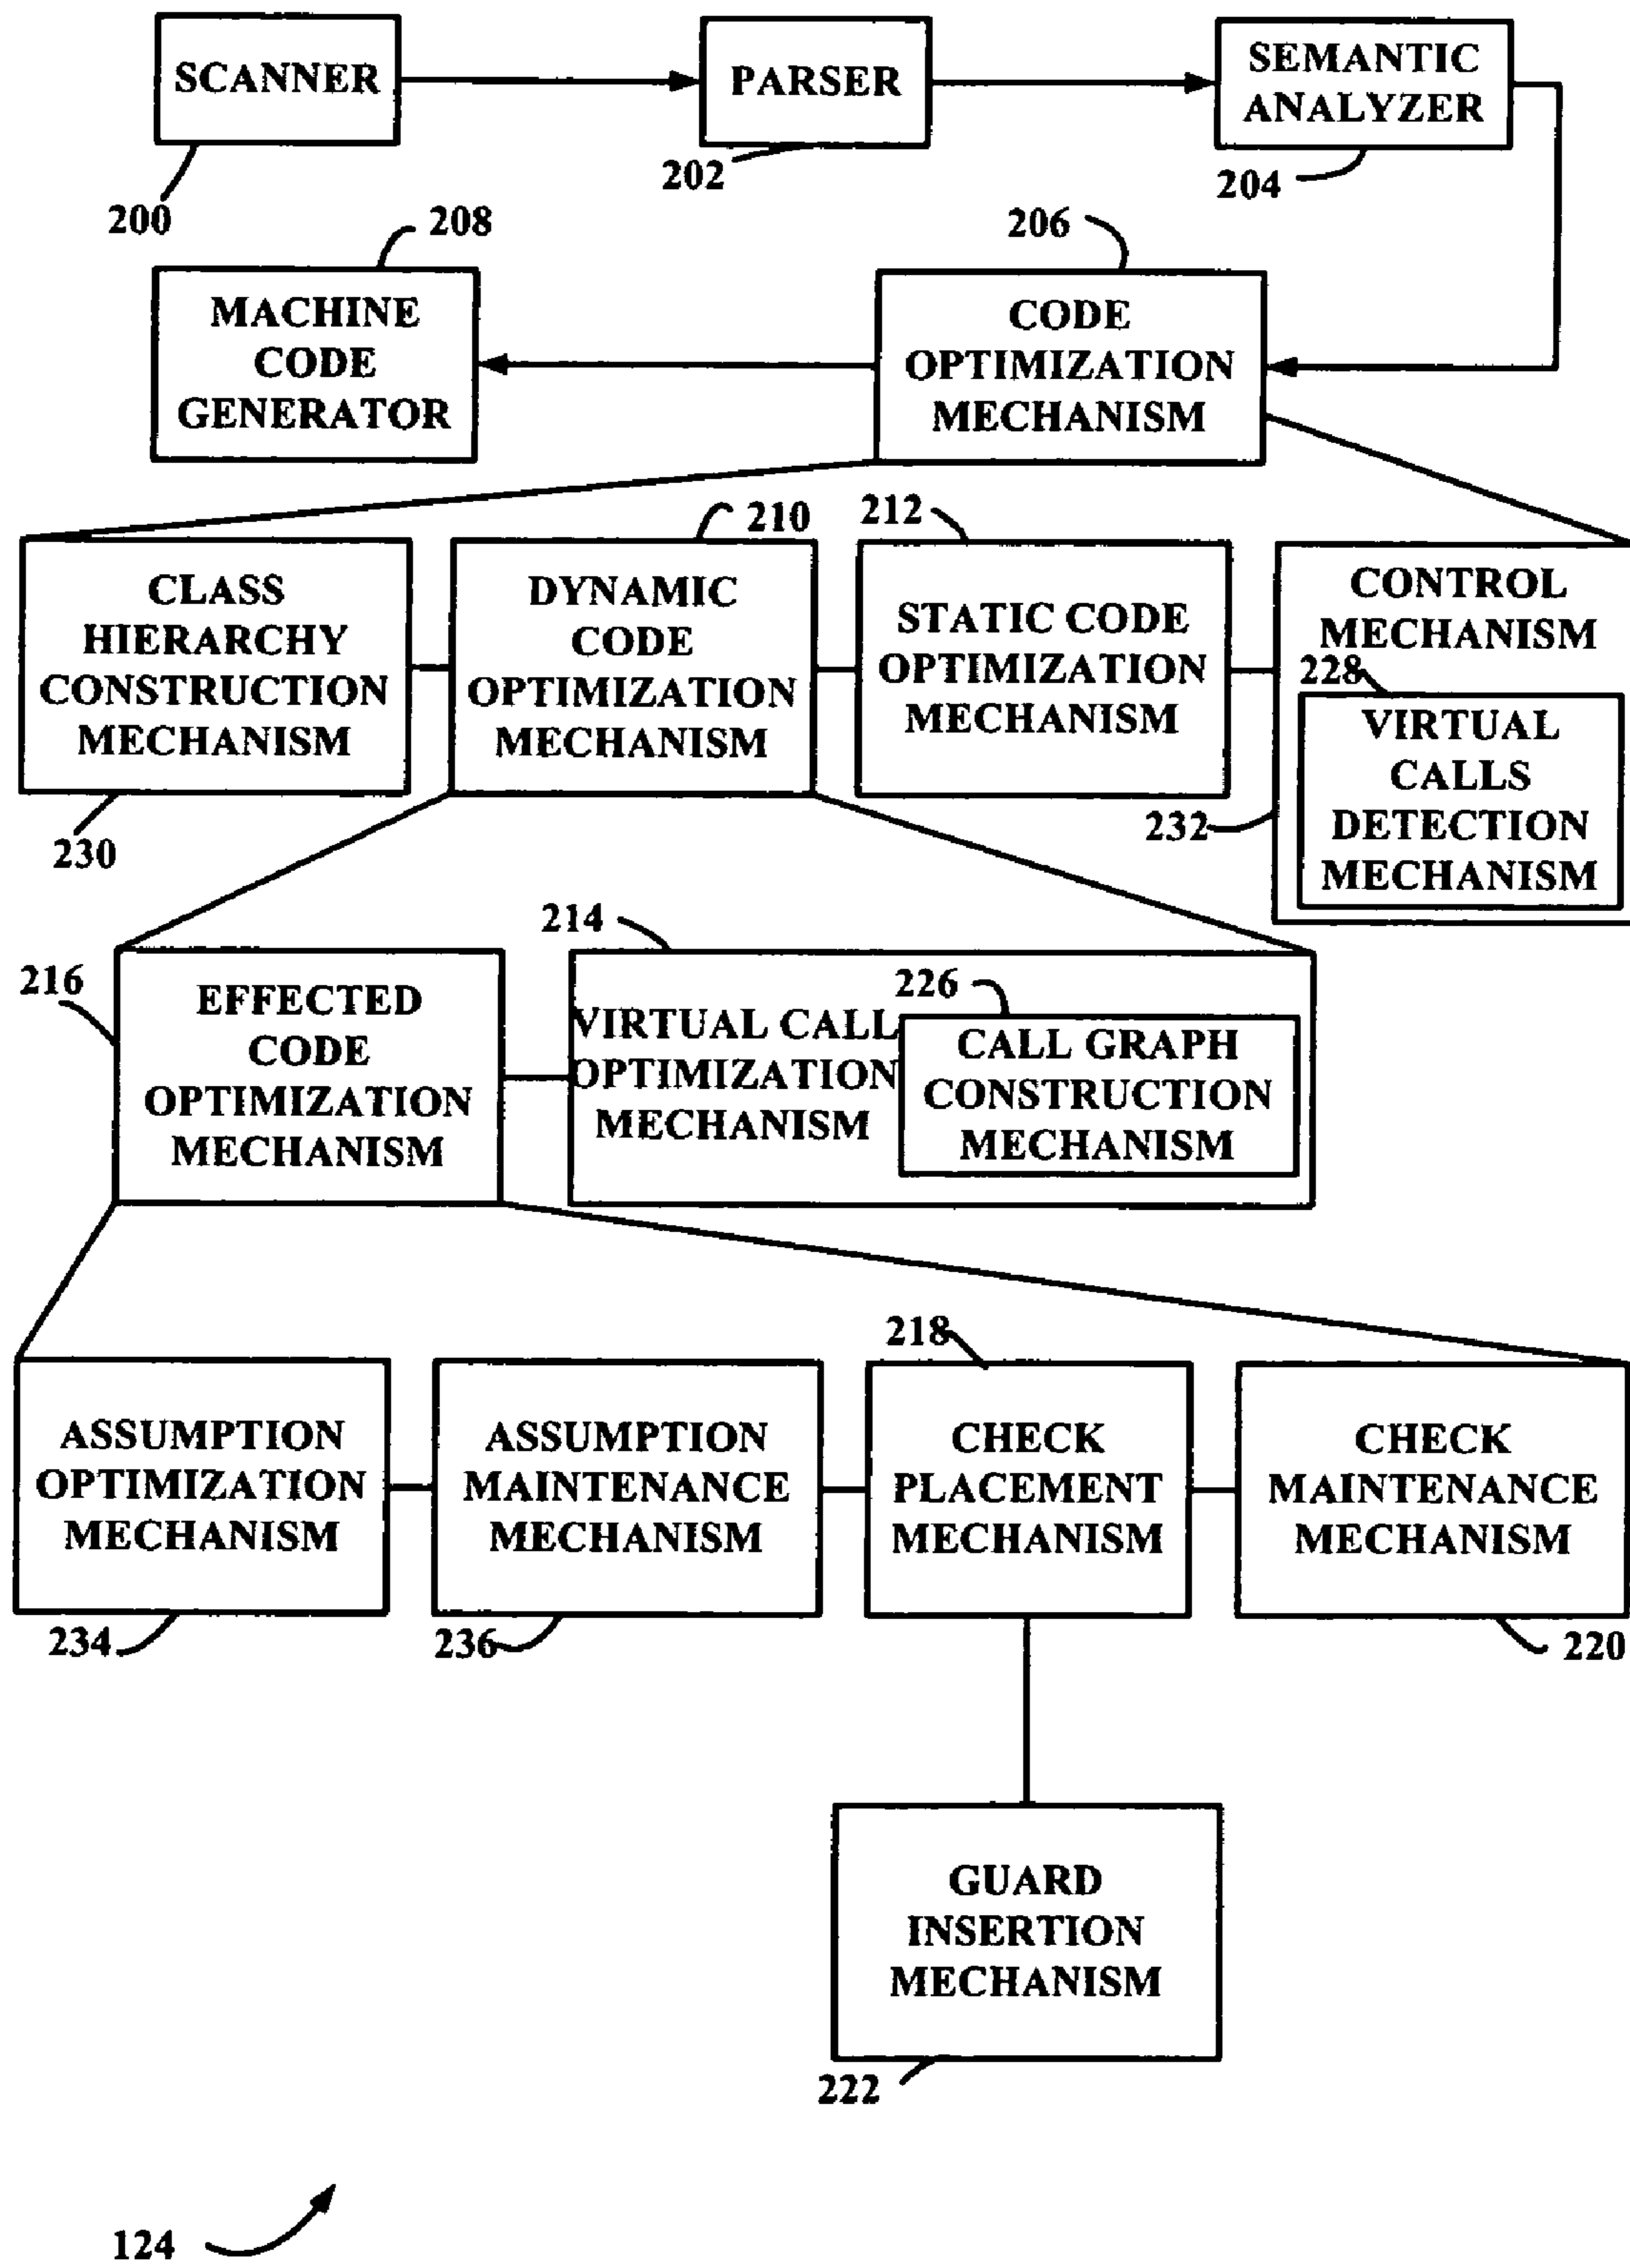 SCANNER
PARSER
SEMANTIC
ANALYZER
200
202
204
208
206
MACHINE
CODE
GENERATOR
CODE
OPTIMIZATION
MECHANISM
210
212
CLASS
HIERARCHY
CONSTRUCTION
MECHANISM
DYNAMIC
CODE
OPTIMIZATION
MECHANISM
STATIC CODE
OPTIMIZATION
MECHANISM
CONTROL
MECHANISM
228
VIRTUAL
CALLS
DETECTION
MECHANISM
230
232
214
216
EFFECTED
CODE
OPTIMIZATION
MECHANISM
VIRTUAL CALL
OPTIMIZATION
MECHANISM
226
CALL GRAPH
CONSTRUCTION
MECHANISM
218
ASSUMPTION
OPTIMIZATION
MECHANISM
ASSUMPTION
MAINTENANCE
MECHANISM
CHECK
PLACEMENT
MECHANISM
CHECK
MAINTENANCE
MECHANISM
234
236
220
GUARD
INSERTION
MECHANISM
222
124